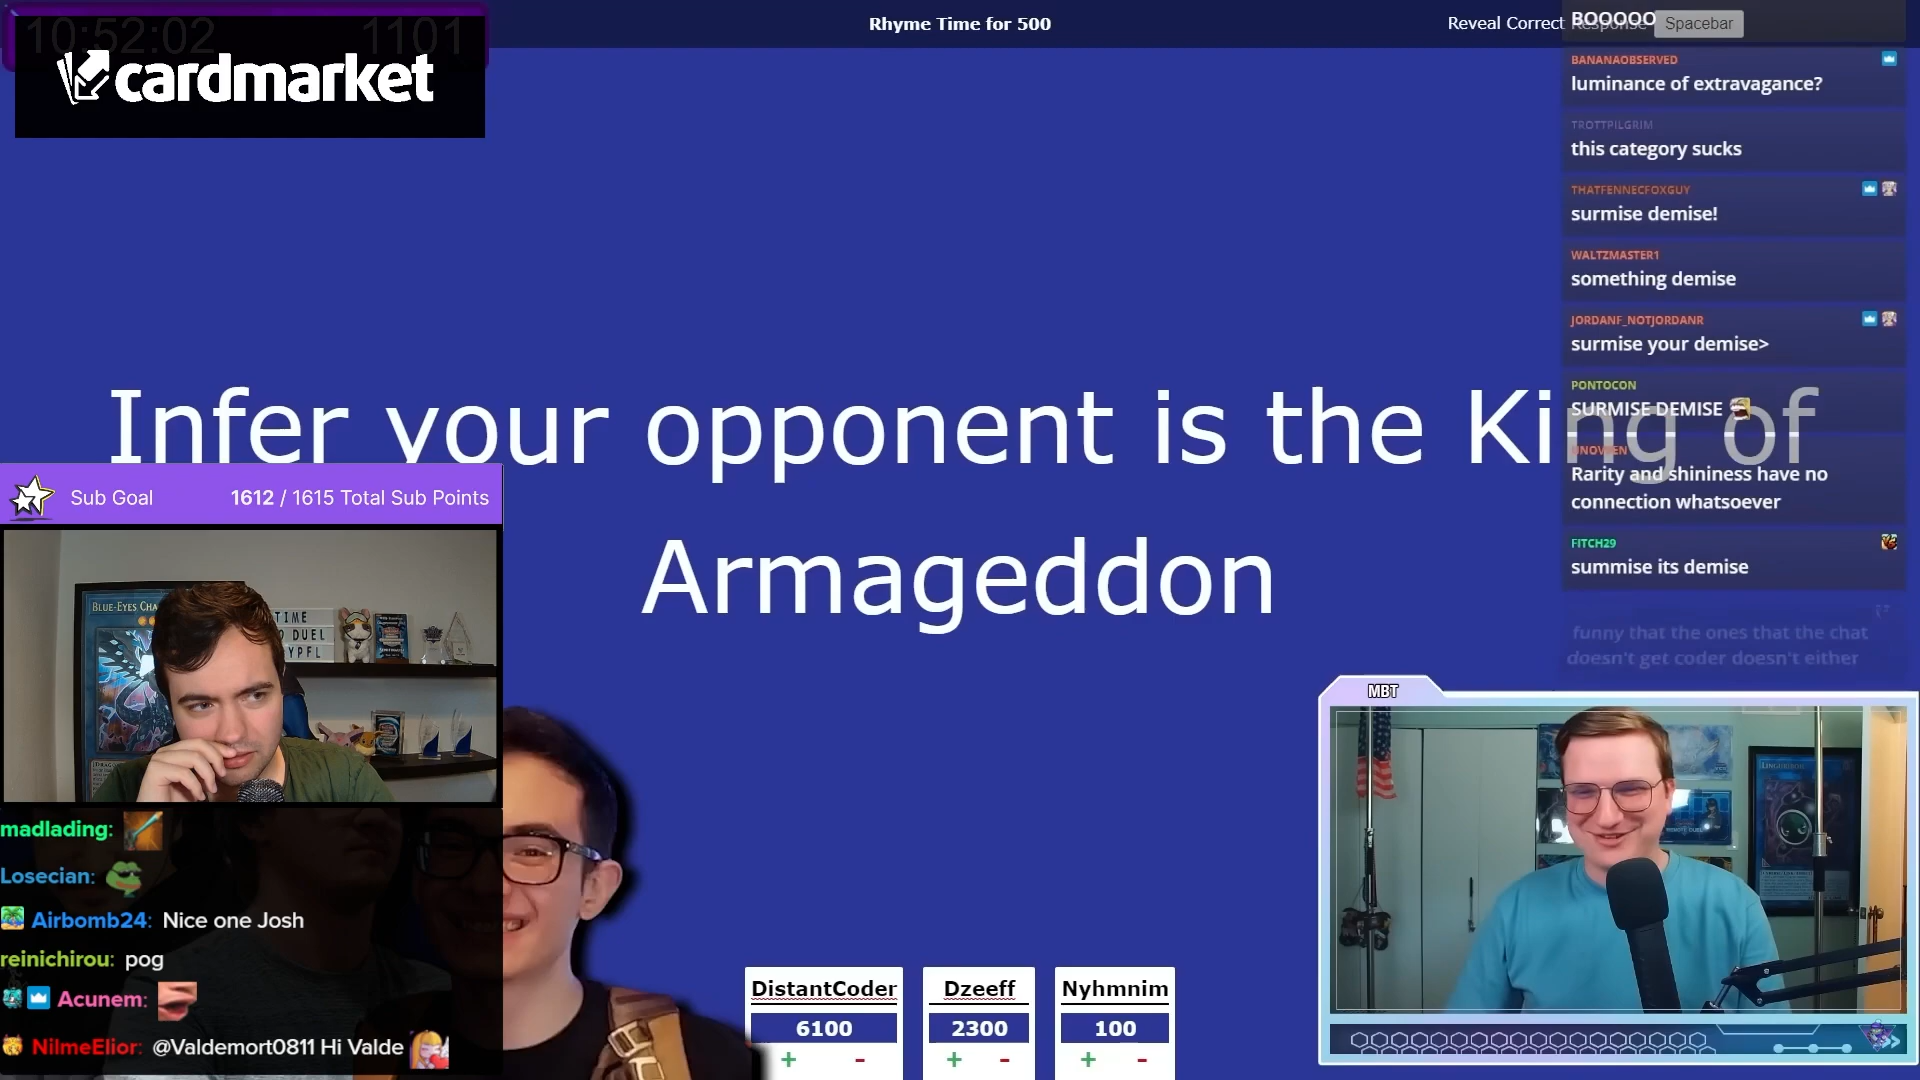 10:52:02
1101
cardmarket
Rhyme Time for 500
Reveal Correct Response
Spacebar
Infer your opponent is the King of
Armageddon
BOOOOO
BANANAOBSERVED
luminance of extravagance?
TROTTPILGRIM
this category sucks
THATFENNECFOXGUY
surmise demise!
WALTZMASTER1
something demise
JORDANF_NOTJORDANR
surmise your demise>
PONTOCON
SURMISE DEMISE
Rarity and shininess have no
connection whatsoever
FITCH29
summise its demise
funny that the ones that the chat
doesn't get coder doesn't either
Sub Goal
1612 / 1615 Total Sub Points
BLUE-EYES CHA
TIME
DUEL
YPFL
madlading:
Losecian:
Airbomb24: Nice one Josh
reinichirou: pog
Acunem:
NilmeElior: @Valdemort0811 Hi Valde
DistantCoder
6100
+ -
Dzeeff
2300
+ -
Nyhmnim
100
+ -
MBT
LINKURIBOH